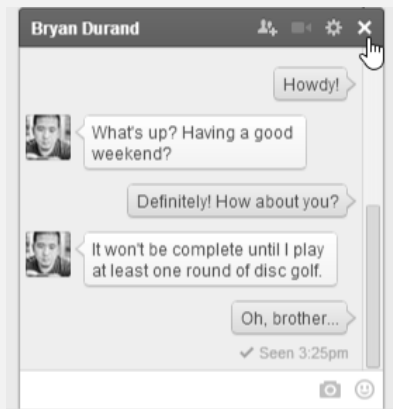 Bryan Durand
Howdy!
What's up? Having a good
weekend?
Definitely! How about you?
It won't be complete until I play
at least one round of disc golf.
Oh, brother...
Seen 3:25pm